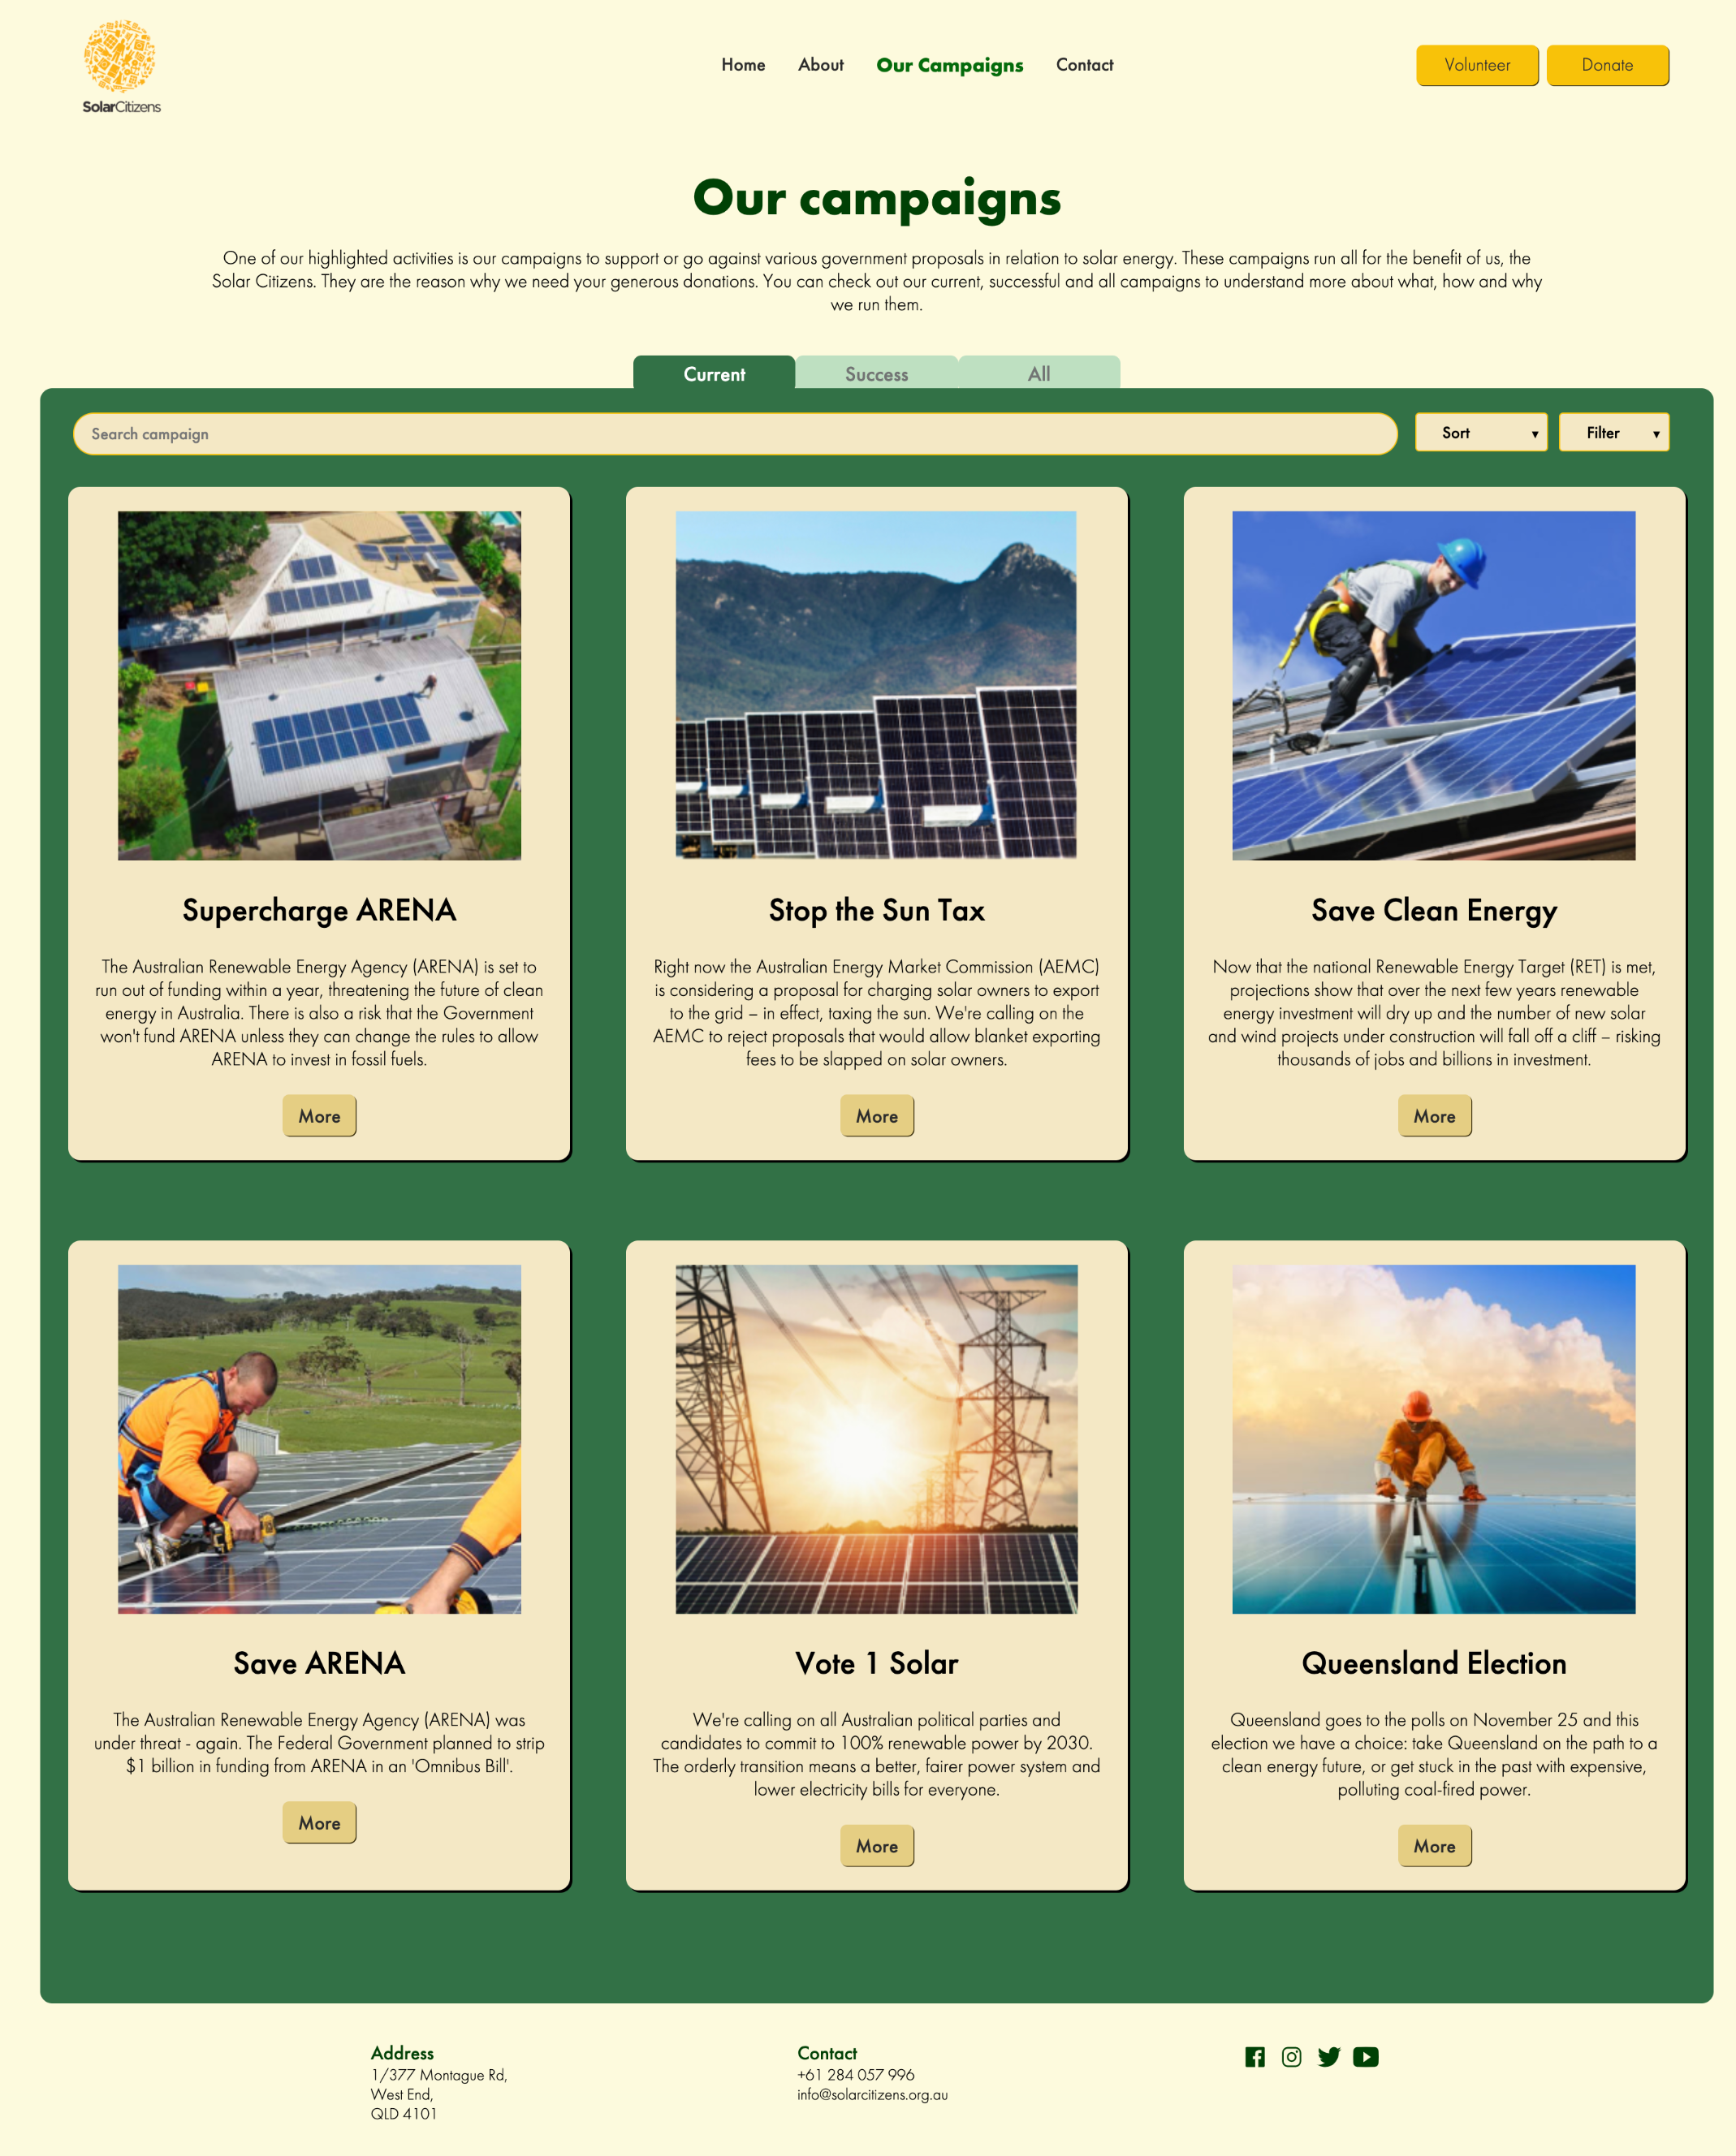 SolarCitizens
Home About Our Campaigns Contact
Volunteer Donate
Our campaigns
One of our highlighted activities is our campaigns to support or go against various government proposals in relation to solar energy. These campaigns run all for the benefit of us, the
Solar Citizens. They are the reason why we need your generous donations. You can check out our current, successful and all campaigns to understand more about what, how and why
we run them.
Current Success All
Search campaign
Sort ▾ Filter ▾
Supercharge ARENA
The Australian Renewable Energy Agency (ARENA) is set to
run out of funding within a year, threatening the future of clean
energy in Australia. There is also a risk that the Government
won't fund ARENA unless they can change the rules to allow
ARENA to invest in fossil fuels.
More
Stop the Sun Tax
Right now the Australian Energy Market Commission (AEMC)
is considering a proposal for charging solar owners to export
to the grid – in effect, taxing the sun. We're calling on the
AEMC to reject proposals that would allow blanket exporting
fees to be slapped on solar owners.
More
Save Clean Energy
Now that the national Renewable Energy Target (RET) is met,
projections show that over the next few years renewable
energy investment will dry up and the number of new solar
and wind projects under construction will fall off a cliff – risking
thousands of jobs and billions in investment.
More
Save ARENA
The Australian Renewable Energy Agency (ARENA) was
under threat - again. The Federal Government planned to strip
$1 billion in funding from ARENA in an 'Omnibus Bill'.
More
Vote 1 Solar
We're calling on all Australian political parties and
candidates to commit to 100% renewable power by 2030.
The orderly transition means a better, fairer power system and
lower electricity bills for everyone.
More
Queensland Election
Queensland goes to the polls on November 25 and this
election we have a choice: take Queensland on the path to a
clean energy future, or get stuck in the past with expensive,
polluting coal-fired power.
More
Address
1/377 Montague Rd,
West End,
QLD 4101
Contact
+61 284 057 996
info@solarcitizens.org.au